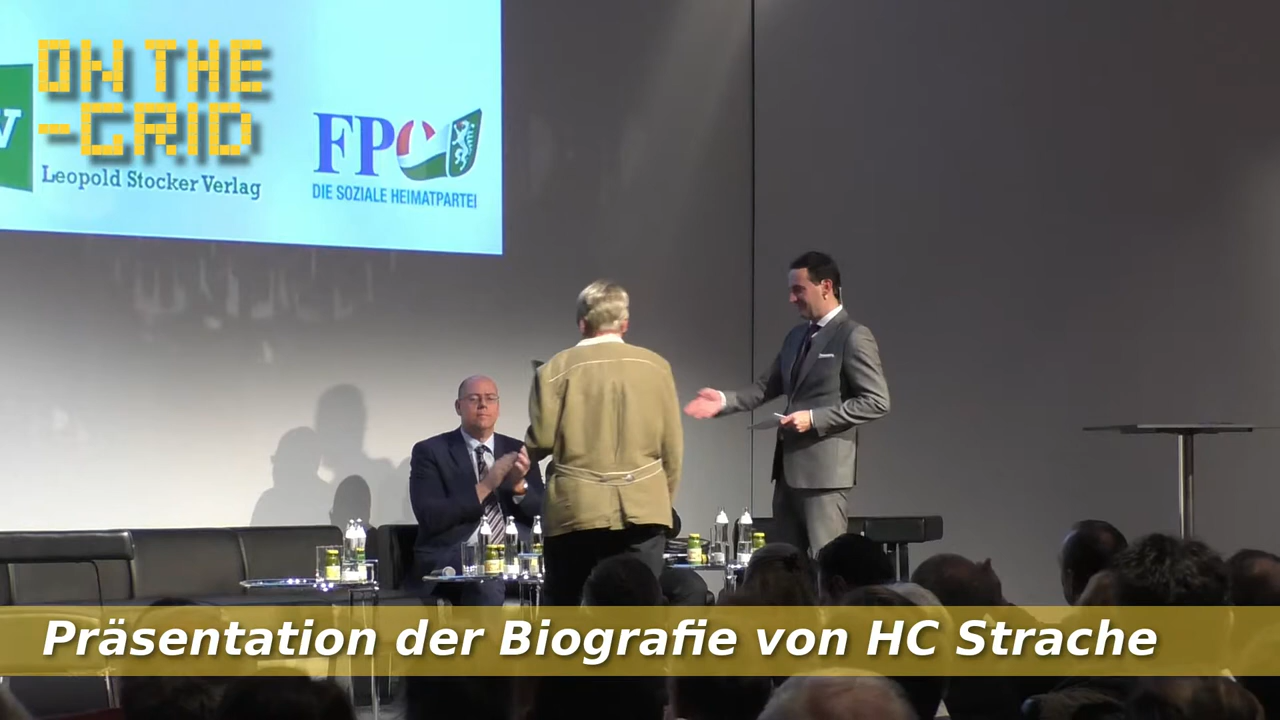 ON THE
-GRID
V
Leopold Stocker Verlag
FPÖ
DIE SOZIALE HEIMATPARTEI
Präsentation der Biografie von HC Strache